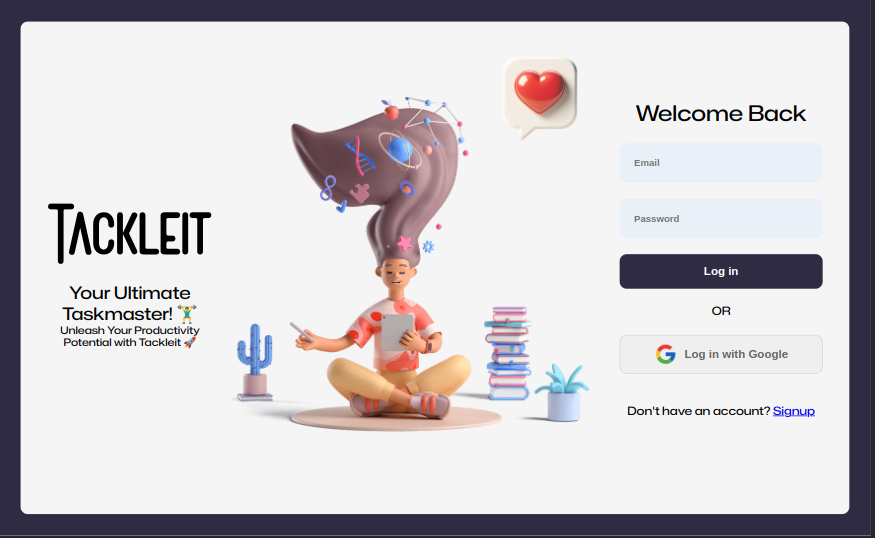 TACKLEIT
Your Ultimate
Taskmaster! 🏋️‍♂️
Unleash Your Productivity
Potential with Tackleit 🚀
Welcome Back
Email
Password
Log in
OR
Log in with Google
Don't have an account? Signup